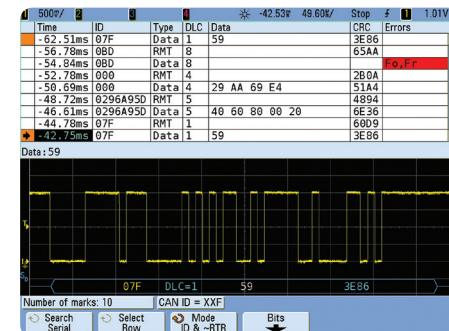 1 500▽/ 2 3 4 -42.53▽ 49.60%/ Stop 1 1.01V
Time ID Type DLC Data CRC Errors
-62.51ms 07F Data 1 59 3E86
-56.78ms 0BD RMT 8 65AA
-54.84ms 0BD Data 8 Fo,Fr
-52.78ms 000 RMT 4 2B0A
-50.69ms 000 Data 4 29 AA 69 E4 51A4
-48.72ms 0296A95D RMT 5 4894
-46.61ms 0296A95D Data 5 40 60 80 00 20 6E36
-44.78ms 07F RMT 1 60D9
-42.75ms 07F Data 1 59 3E86
Data:59
07F DLC=1 59 3E86
Number of marks: 10 CAN ID = XXF
Search Serial
Select Row
Mode ID & ~RTR
Bits